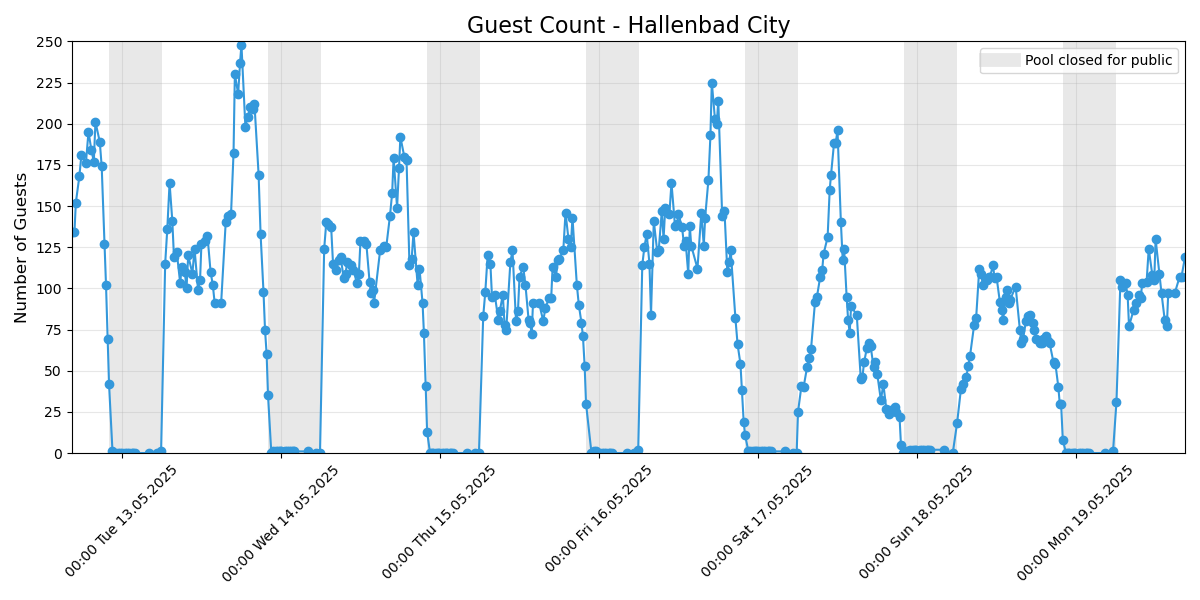 Guest Count - Hallenbad City
Pool closed for public
Number of Guests
250
225
200
175
150
125
100
75
50
25
0
00:00 Tue 13.05.2025
00:00 Wed 14.05.2025
00:00 Thu 15.05.2025
00:00 Fri 16.05.2025
00:00 Sat 17.05.2025
00:00 Sun 18.05.2025
00:00 Mon 19.05.2025